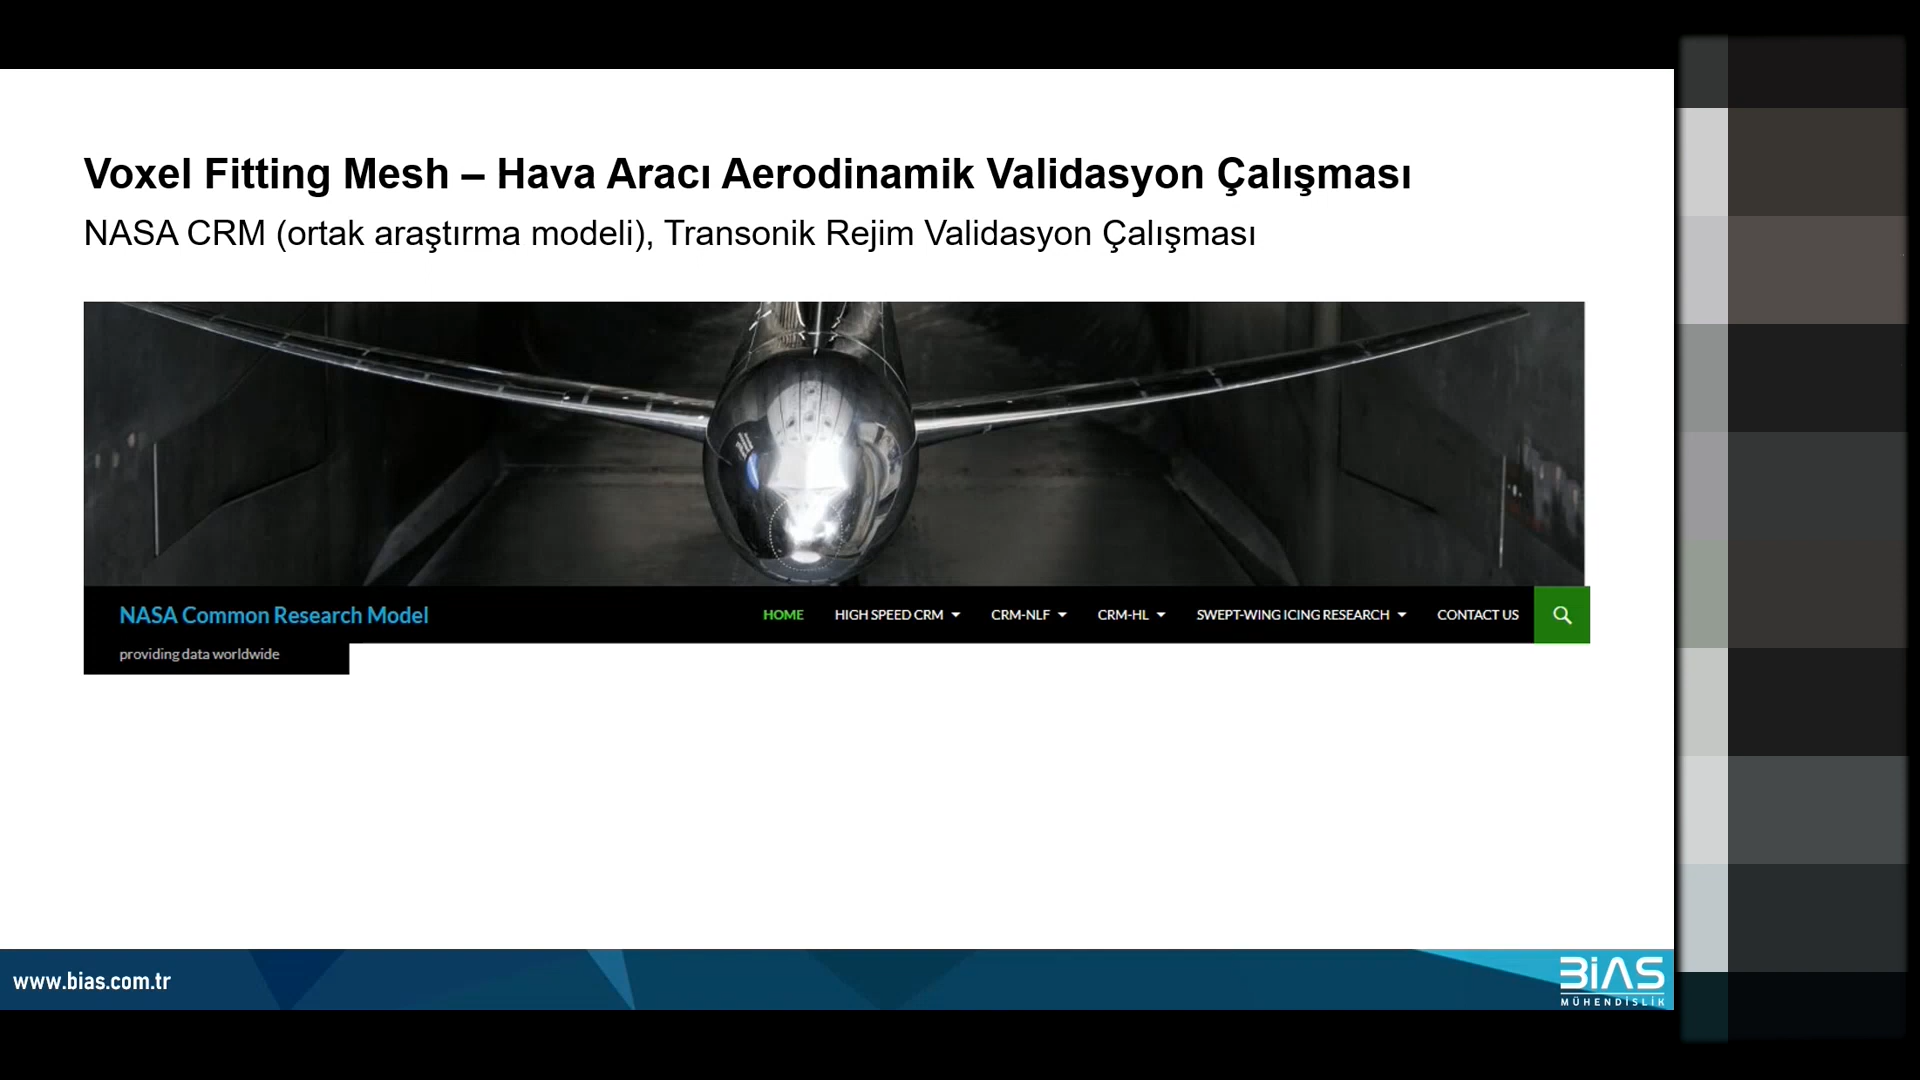 Voxel Fitting Mesh – Hava Aracı Aerodinamik Validasyon Çalışması
NASA CRM (ortak araştırma modeli), Transonik Rejim Validasyon Çalışması
NASA Common Research Model
HOME HIGH SPEED CRM CRM-NLF CRM-HL SWEPT-WING ICING RESEARCH CONTACT US
providing data worldwide
www.bias.com.tr
BiAS
MÜHENDİSLİK